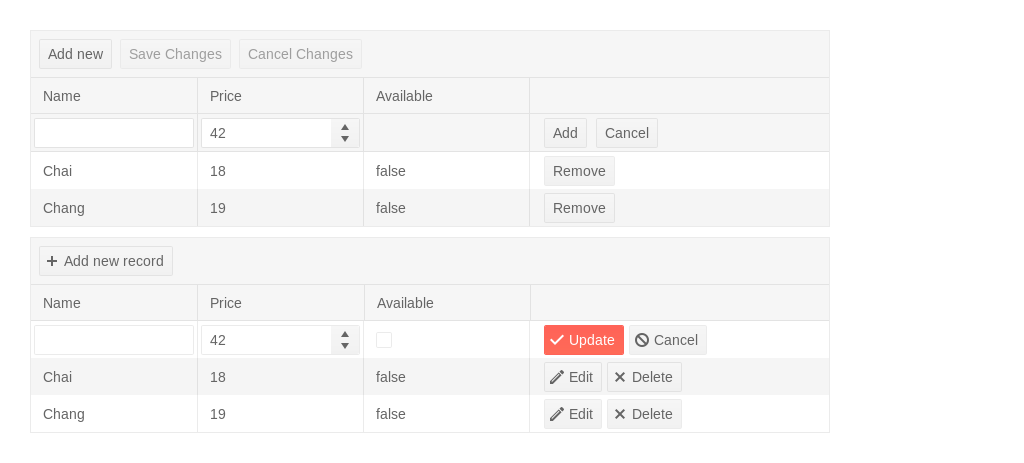 Add new Save Changes Cancel Changes
Name Price Available
42 Add Cancel
Chai 18 false Remove
Chang 19 false Remove
Add new record
Name Price Available
42 Update Cancel
Chai 18 false Edit Delete
Chang 19 false Edit Delete